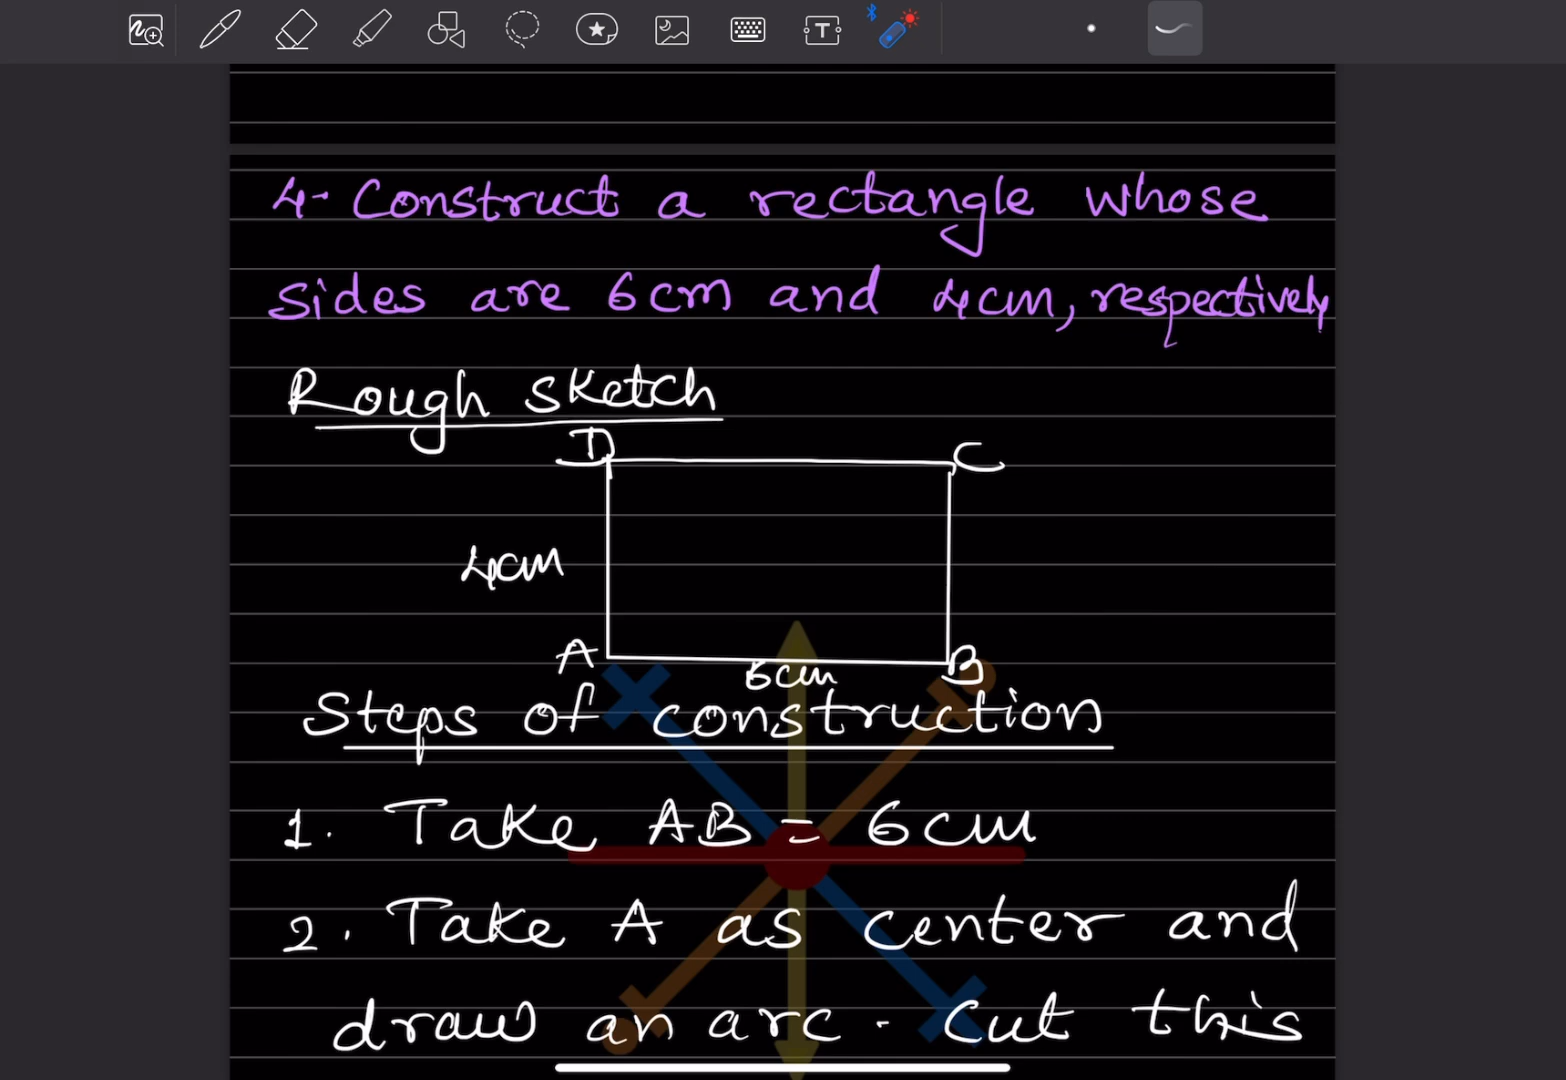 4. Construct a rectangle whose
sides are 6cm and 4cm, respectively
Rough sketch
D
C
4cm
A
B
6cm
Steps of construction
1. Take AB = 6cm
2. Take A as center and
draw an arc. Cut this